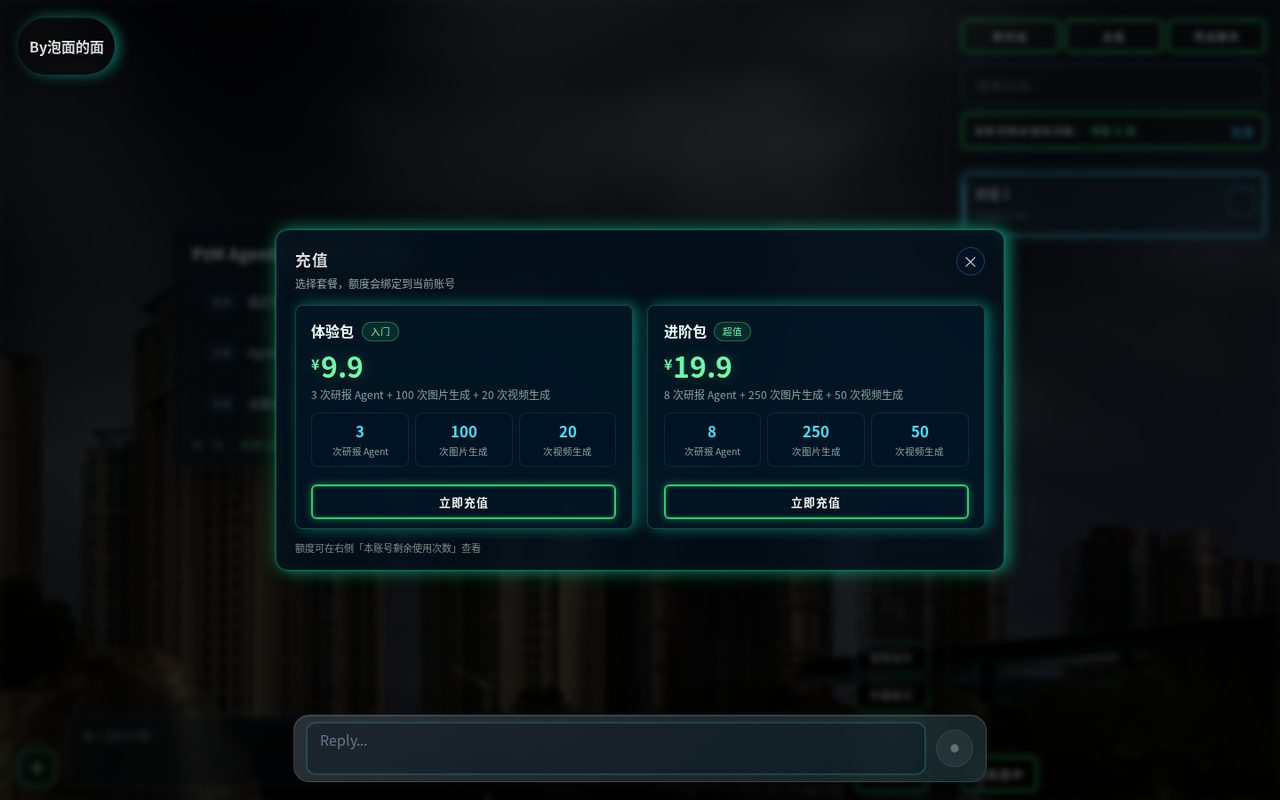 By泡面的面
充值
选择套餐，额度会绑定到当前账号
体验包 入门
¥9.9
3 次研报 Agent + 100 次图片生成 + 20 次视频生成
3
次研报 Agent
100
次图片生成
20
次视频生成
立即充值
进阶包 超值
¥19.9
8 次研报 Agent + 250 次图片生成 + 50 次视频生成
8
次研报 Agent
250
次图片生成
50
次视频生成
立即充值
额度可在右侧「本账号剩余使用次数」查看
Reply...